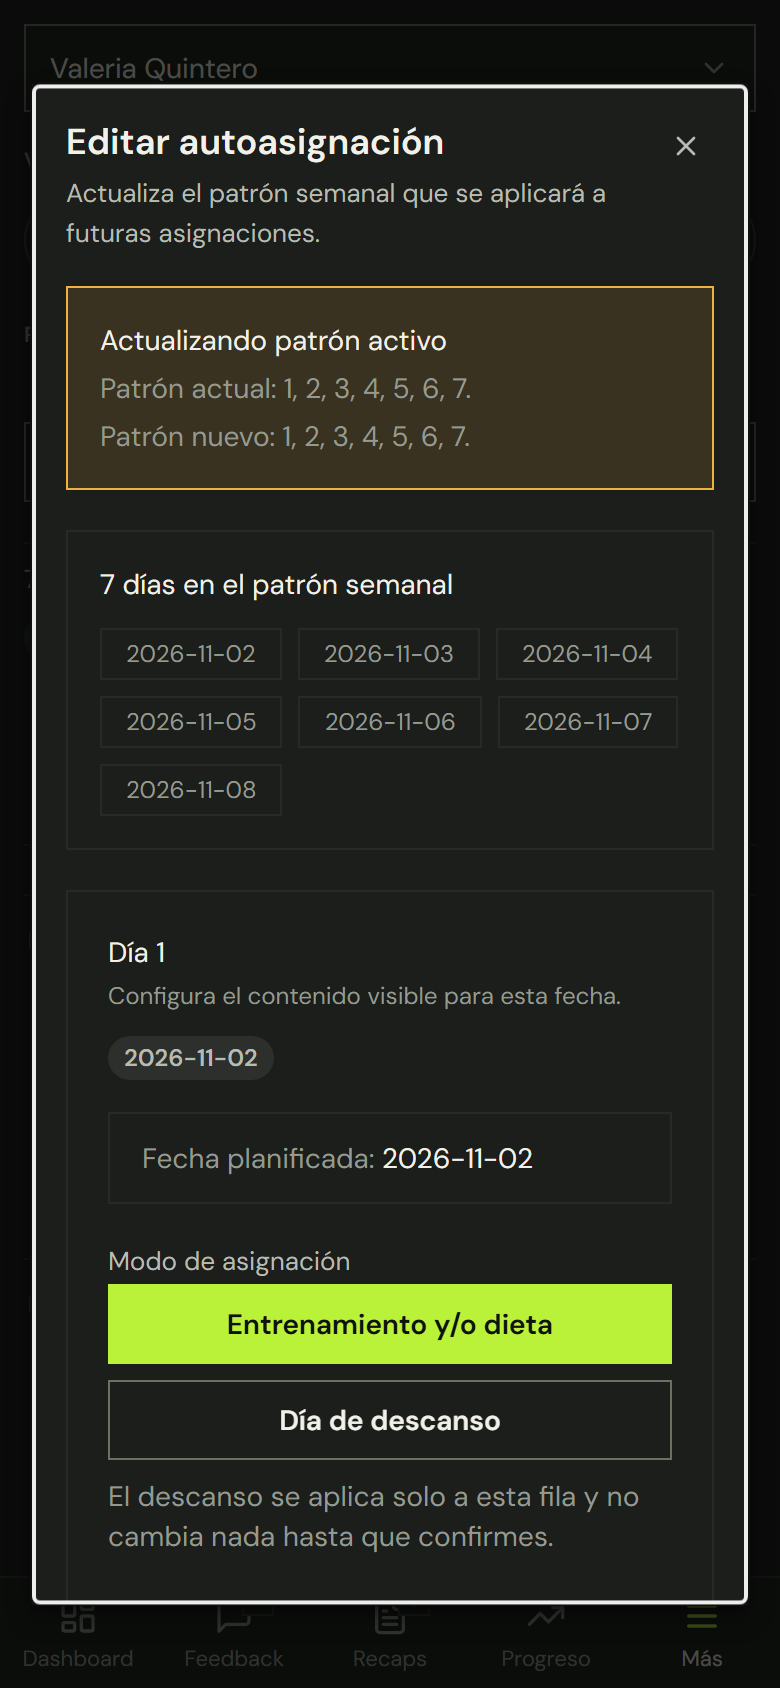 Valeria Quintero
Editar autoasignación
Actualiza el patrón semanal que se aplicará a
futuras asignaciones.
Actualizando patrón activo
Patrón actual: 1, 2, 3, 4, 5, 6, 7.
Patrón nuevo: 1, 2, 3, 4, 5, 6, 7.
7 días en el patrón semanal
2026-11-02
2026-11-03
2026-11-04
2026-11-05
2026-11-06
2026-11-07
2026-11-08
Día 1
Configura el contenido visible para esta fecha.
2026-11-02
Fecha planificada: 2026-11-02
Modo de asignación
Entrenamiento y/o dieta
Día de descanso
El descanso se aplica solo a esta fila y no
cambia nada hasta que confirmes.
Dashboard
Feedback
Recaps
Progreso
Más